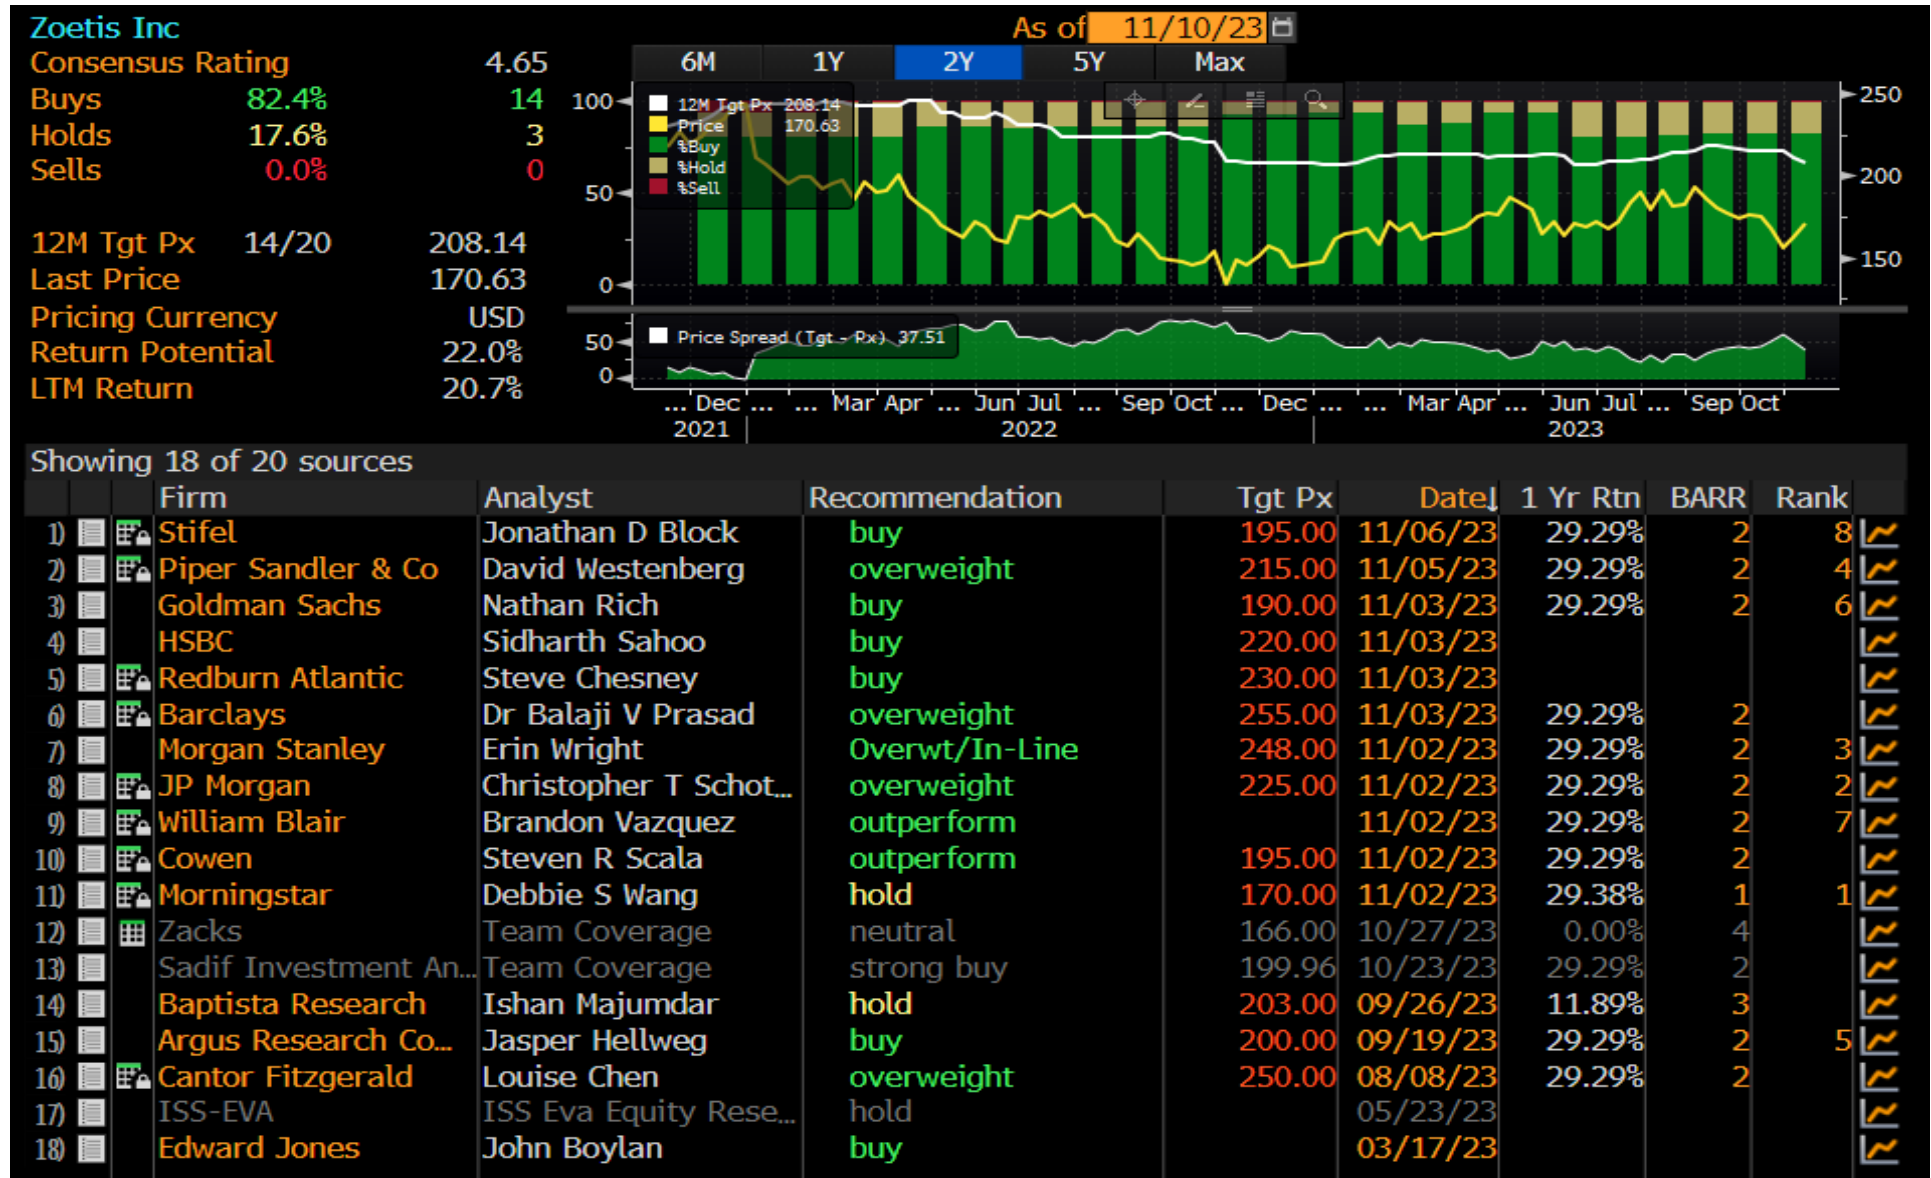 Zoetis Inc
As of 11/10/23
Consensus Rating 4.65
Buys 82.4% 14
Holds 17.6% 3
Sells 0.0% 0
12M Tgt Px 14/20 208.14
Last Price 170.63
Pricing Currency USD
Return Potential 22.0%
LTM Return 20.7%
6M 1Y 2Y 5Y Max
12M Tgt Px 208.14
Price 170.63
%Buy
%Hold
%Sell
100
50
0
250
200
150
Price Spread (Tgt - Px) 37.51
50
0
... Dec ... ... Mar Apr ... Jun Jul ... Sep Oct ... Dec ... ... Mar Apr ... Jun Jul ... Sep Oct
2021 2022 2023
Showing 18 of 20 sources
Firm Analyst Recommendation Tgt Px Date↓ 1 Yr Rtn BARR Rank
1) Stifel Jonathan D Block buy 195.00 11/06/23 29.29% 2 8
2) Piper Sandler & Co David Westenberg overweight 215.00 11/05/23 29.29% 2 4
3) Goldman Sachs Nathan Rich buy 190.00 11/03/23 29.29% 2 6
4) HSBC Sidharth Sahoo buy 220.00 11/03/23
5) Redburn Atlantic Steve Chesney buy 230.00 11/03/23
6) Barclays Dr Balaji V Prasad overweight 255.00 11/03/23 29.29% 2
7) Morgan Stanley Erin Wright Overwt/In-Line 248.00 11/02/23 29.29% 2 3
8) JP Morgan Christopher T Schot... overweight 225.00 11/02/23 29.29% 2 2
9) William Blair Brandon Vazquez outperform 11/02/23 29.29% 2 7
10) Cowen Steven R Scala outperform 195.00 11/02/23 29.29% 2
11) Morningstar Debbie S Wang hold 170.00 11/02/23 29.38% 1 1
12) Zacks Team Coverage neutral 166.00 10/27/23 0.00% 4
13) Sadif Investment An... Team Coverage strong buy 199.96 10/23/23 29.29% 2
14) Baptista Research Ishan Majumdar hold 203.00 09/26/23 11.89% 3
15) Argus Research Co... Jasper Hellweg buy 200.00 09/19/23 29.29% 2 5
16) Cantor Fitzgerald Louise Chen overweight 250.00 08/08/23 29.29% 2
17) ISS-EVA ISS Eva Equity Rese... hold 05/23/23
18) Edward Jones John Boylan buy 03/17/23